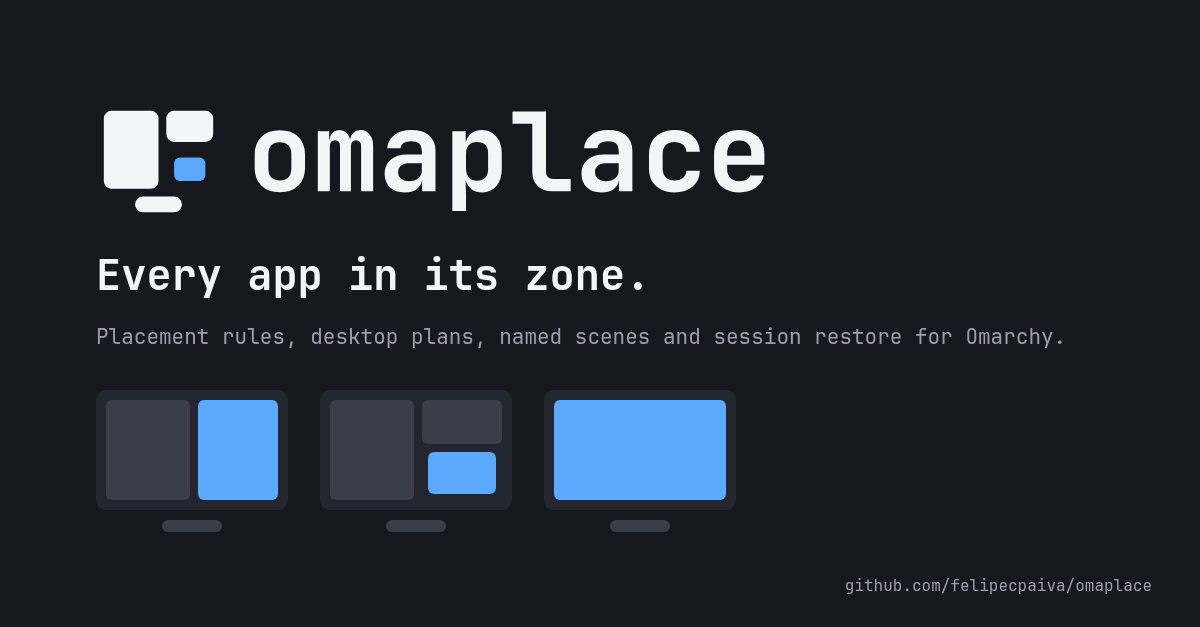 omaplace
Every app in its zone.
Placement rules, desktop plans, named scenes and session restore for Omarchy.
github.com/felipecpaiva/omaplace